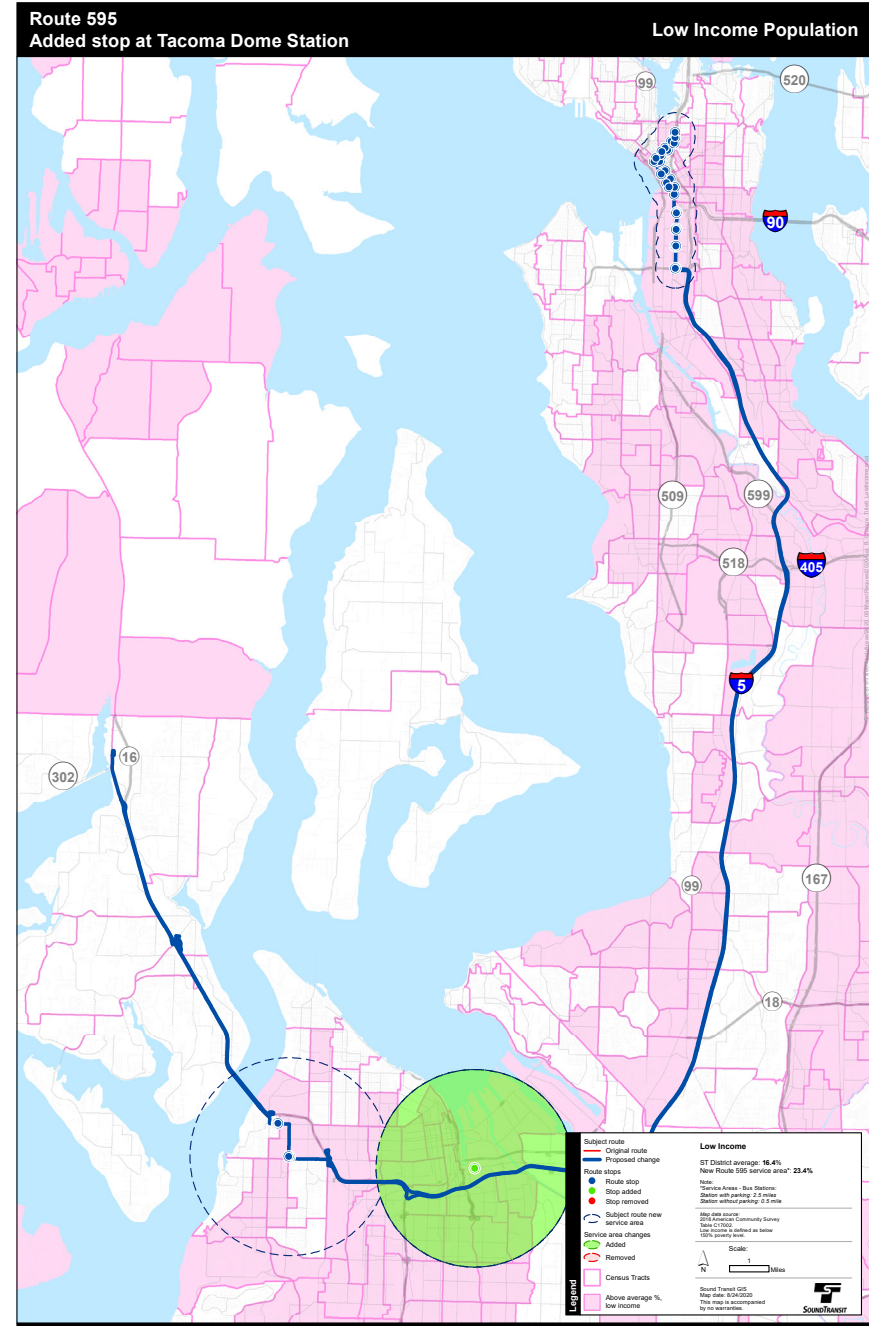 Route 595
Added stop at Tacoma Dome Station
Low Income Population
99
520
90
509
599
518
405
5
16
302
99
167
18
Legend
Subject route
Original route
Proposed change
Route stops
Route stop
Stop added
Stop removed
Subject route new
service area
Service area changes
Added
Removed
Census Tracts
Above average %,
low income
Low Income
ST District average: 16.4%
New Route 595 service area*: 23.4%
Note:
*Service Areas - Bus Stations:
Station with parking: 2.5 miles
Station without parking: 0.5 mile
Map data source:
2018 American Community Survey
Table C17002.
Low income is defined as below
150% poverty level.
Scale:
1
Miles
N
Sound Transit GIS
Map date: 8/24/2020
This map is accompanied
by no warranties.
SOUNDTRANSIT